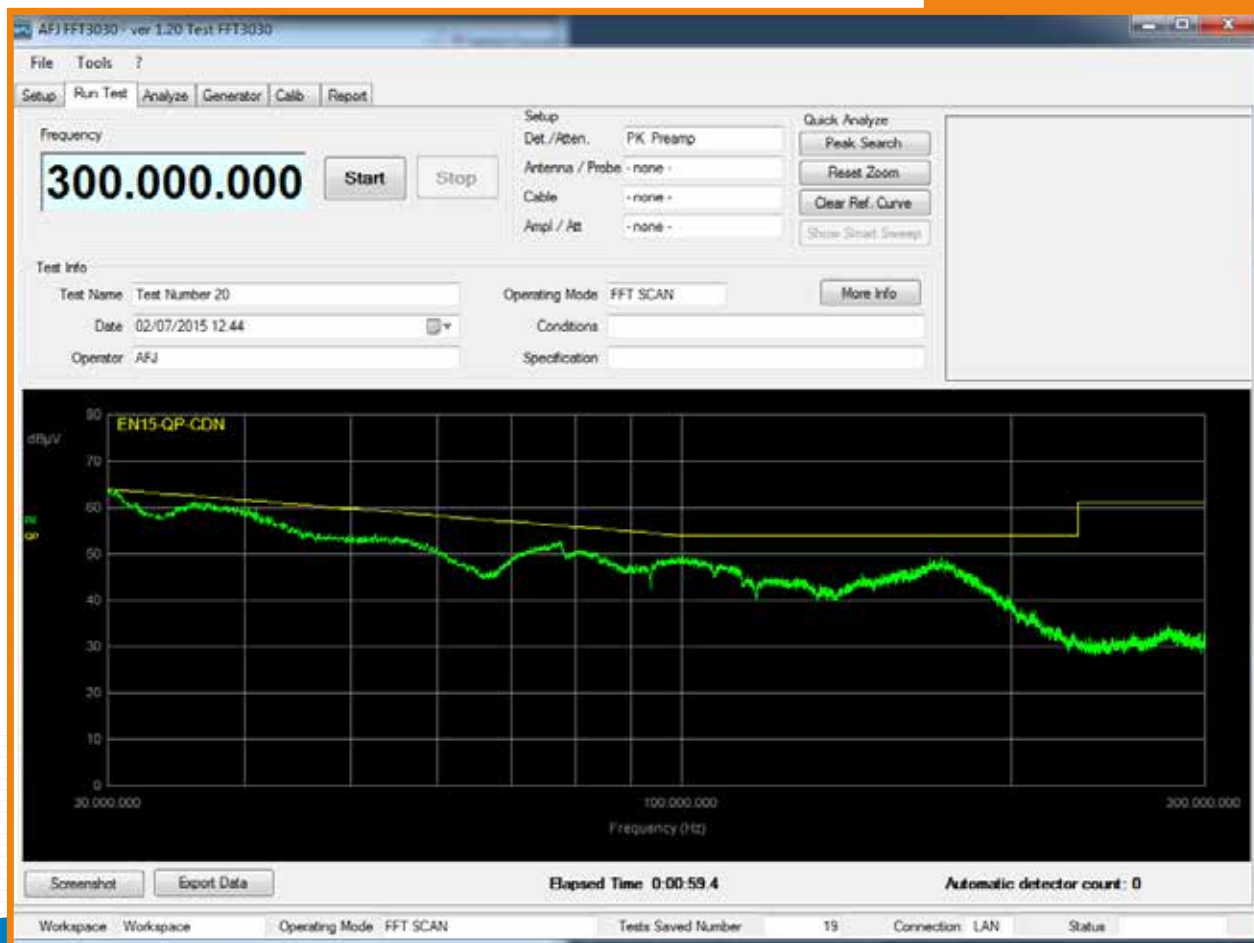 AFJ FFT3030 - ver 1.20 Test FFT3030
File Tools ?
Setup Run Test Analyze Generator Calib Report
Frequency
300.000.000
Start Stop
Setup
Det./Atten. PK Preamp
Antenna / Probe - none -
Cable - none -
Ampl / Att - none -
Quick Analyze
Peak Search
Reset Zoom
Clear Ref. Curve
Show Smart Sweep
Test Info
Test Name Test Number 20
Date 02/07/2015 12.44
Operator AFJ
Operating Mode FFT SCAN
Conditions
Specification
More Info
EN15-QP-CDN
dBµV
80
70
60
50
40
30
20
10
0
PK
QP
30.000.000 100.000.000 300.000.000
Frequency (Hz)
Screenshot Export Data Elapsed Time 0:00:59.4 Automatic detector count: 0
Workspace Workspace Operating Mode FFT SCAN Tests Saved Number 19 Connection LAN Status